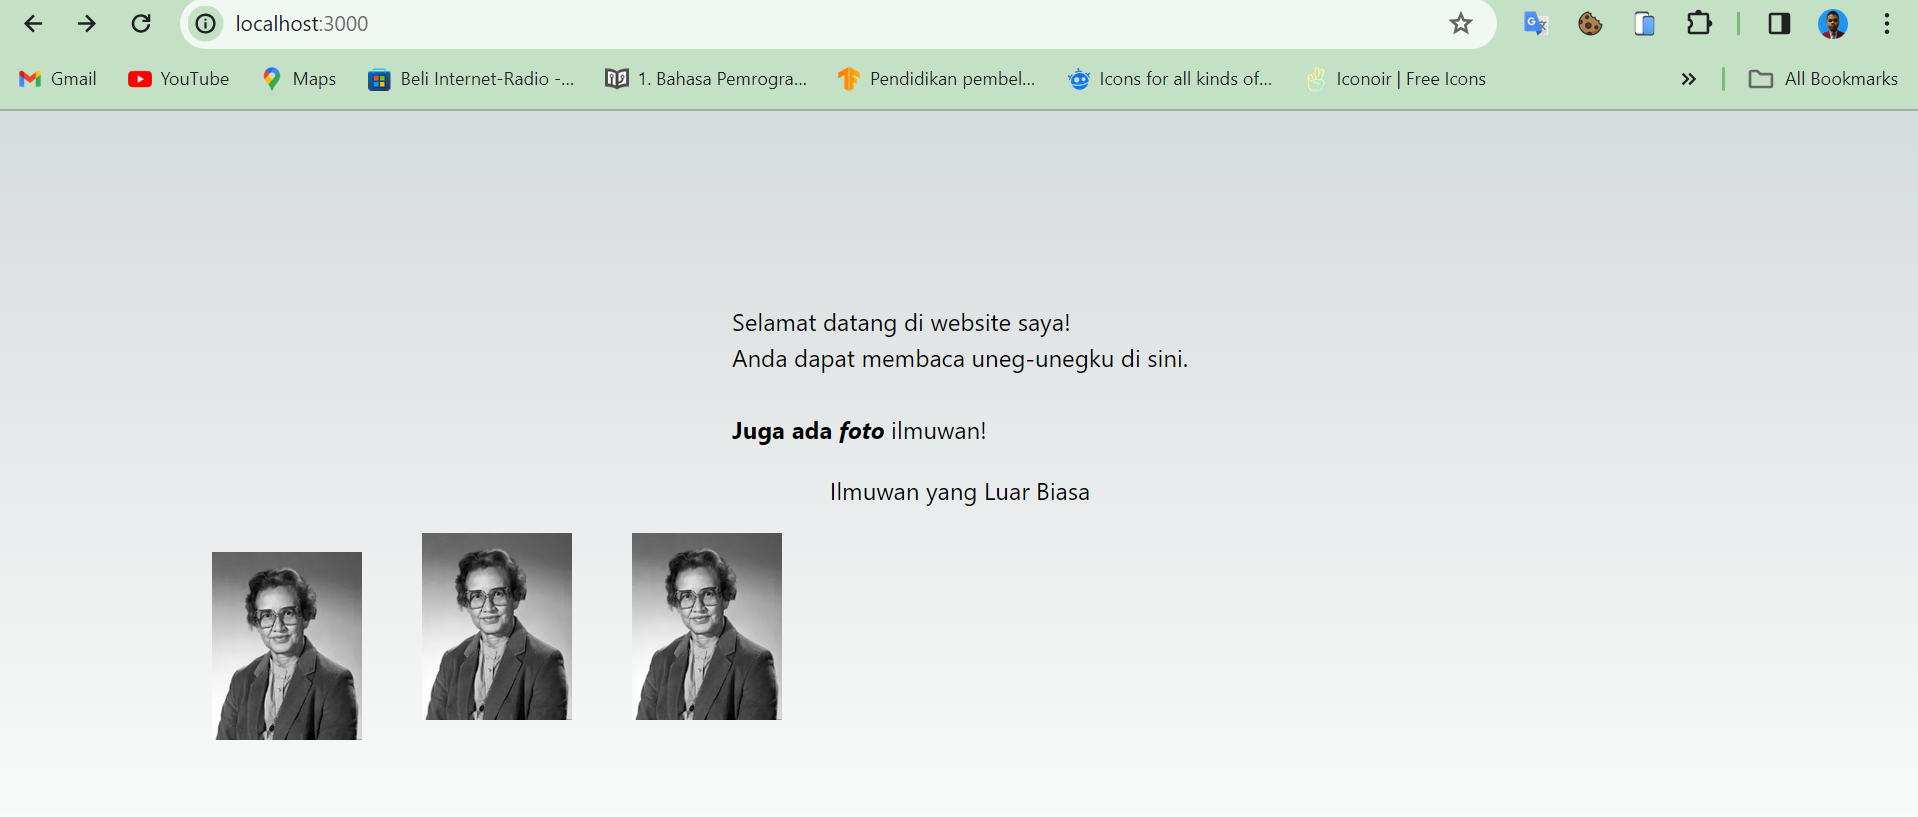 localhost:3000
Gmail YouTube Maps Beli Internet-Radio -... 1. Bahasa Pemrogra... Pendidikan pembel... Icons for all kinds of... Iconoir | Free Icons » All Bookmarks
Selamat datang di website saya!
Anda dapat membaca uneg-unegku di sini.
Juga ada foto ilmuwan!
Ilmuwan yang Luar Biasa